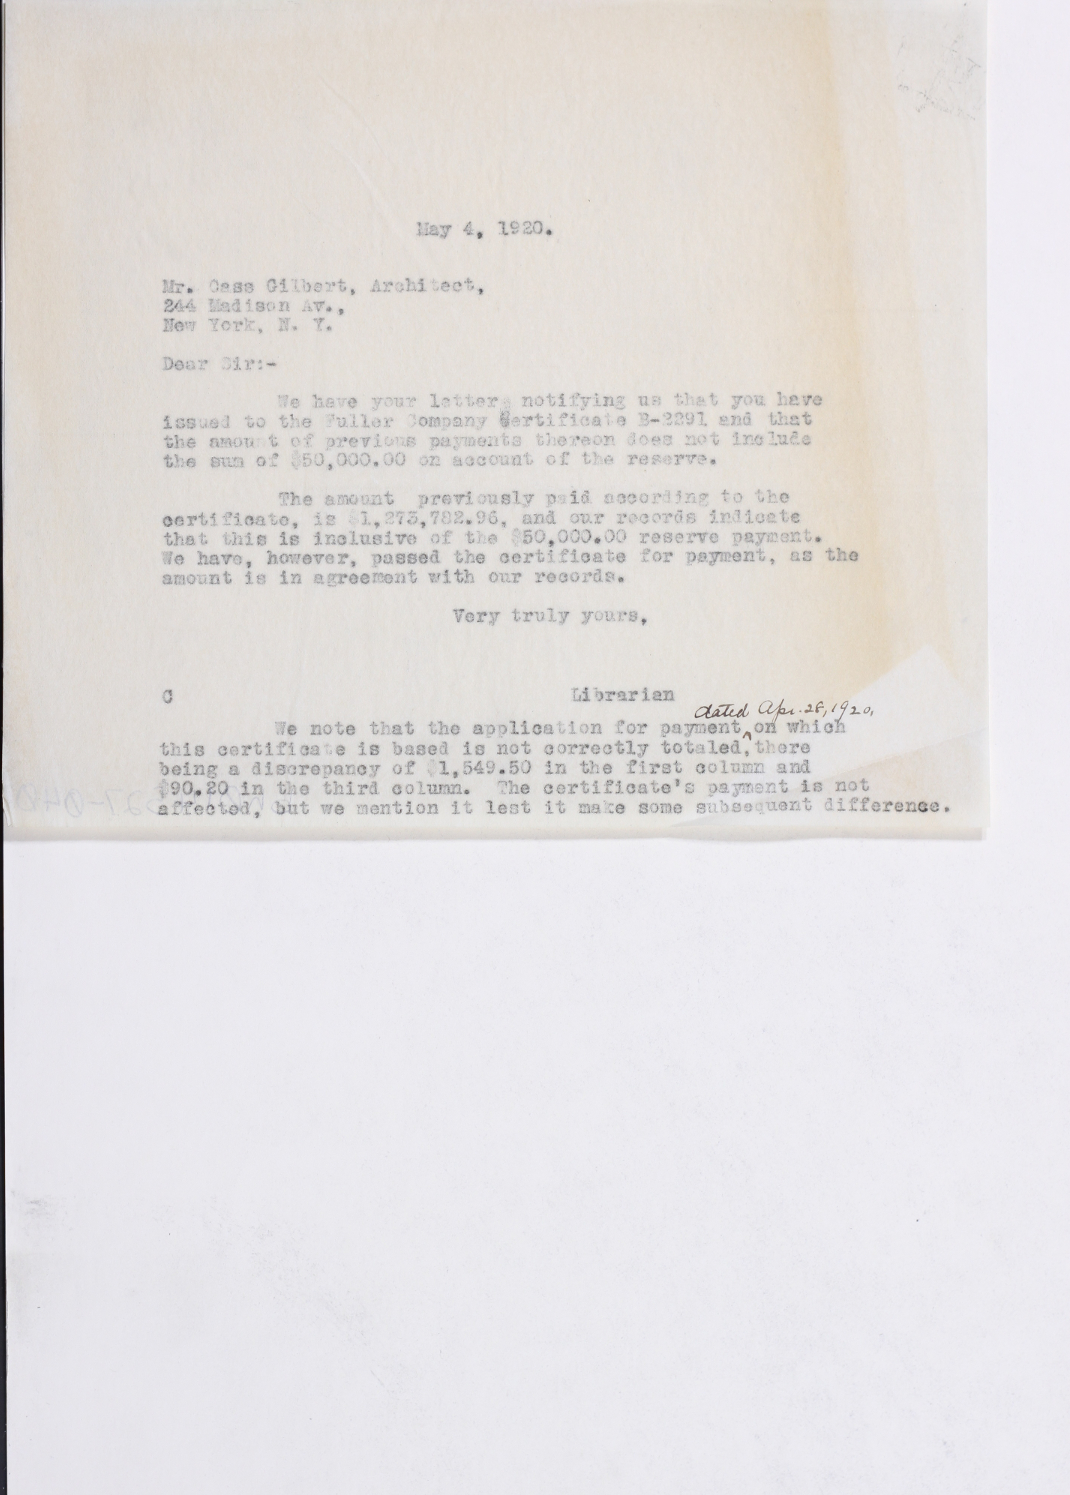 May 4, 1920.
Mr. Cass Gilbert, Architect,
244 Madison Av.,
New York, N. Y.
Dear Sir:-
We have your letter notifying us that you have
issued to the Fuller Company Certificate B-2291 and that
the amount of previous payments thereon does not include
the sum of $50,000.00 on account of the reserve.
The amount previously paid according to the
certificate, is $1,273,782.96, and our records indicate
that this is inclusive of the $50,000.00 reserve payment.
We have, however, passed the certificate for payment, as the
amount is in agreement with our records.
Very truly yours,
C Librarian
dated Apr. 28, 1920,
We note that the application for payment ^ on which
this certificate is based is not correctly totaled, there
being a discrepancy of $1,549.50 in the first column and
$90.20 in the third column. The certificate's payment is not
affected, but we mention it lest it make some subsequent difference.